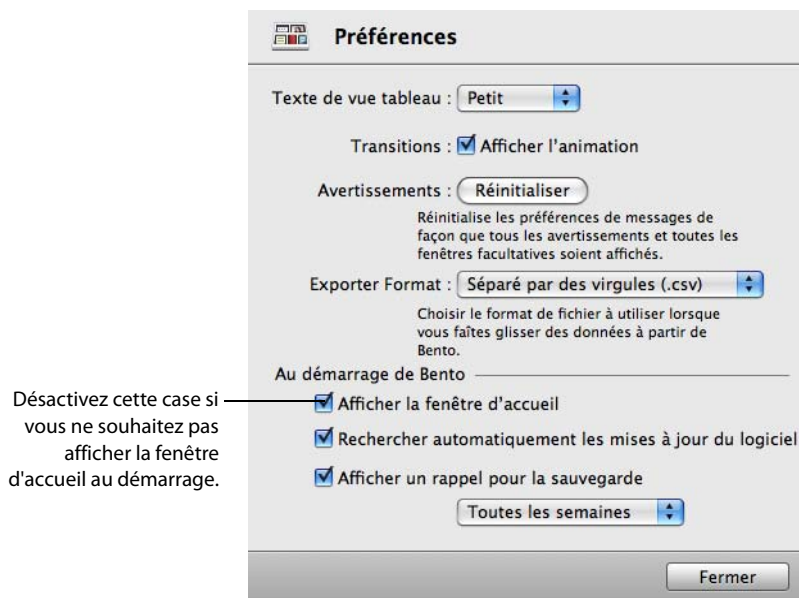 Préférences
Texte de vue tableau : Petit
Transitions : Afficher l'animation
Avertissements : Réinitialiser
Réinitialise les préférences de messages de
façon que tous les avertissements et toutes les
fenêtres facultatives soient affichés.
Exporter Format : Séparé par des virgules (.csv)
Choisir le format de fichier à utiliser lorsque
vous faîtes glisser des données à partir de
Bento.
Au démarrage de Bento
Désactivez cette case si
vous ne souhaitez pas
afficher la fenêtre
d'accueil au démarrage.
Afficher la fenêtre d'accueil
Rechercher automatiquement les mises à jour du logiciel
Afficher un rappel pour la sauvegarde
Toutes les semaines
Fermer